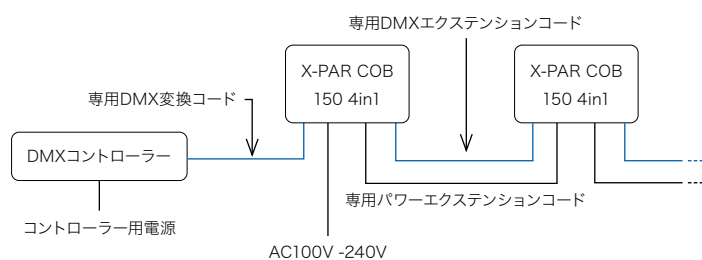 専用DMXエクステンションコード
X-PAR COB
150 4in1
X-PAR COB
150 4in1
専用DMX変換コード
DMXコントローラー
専用パワーエクステンションコード
コントローラー用電源
AC100V -240V